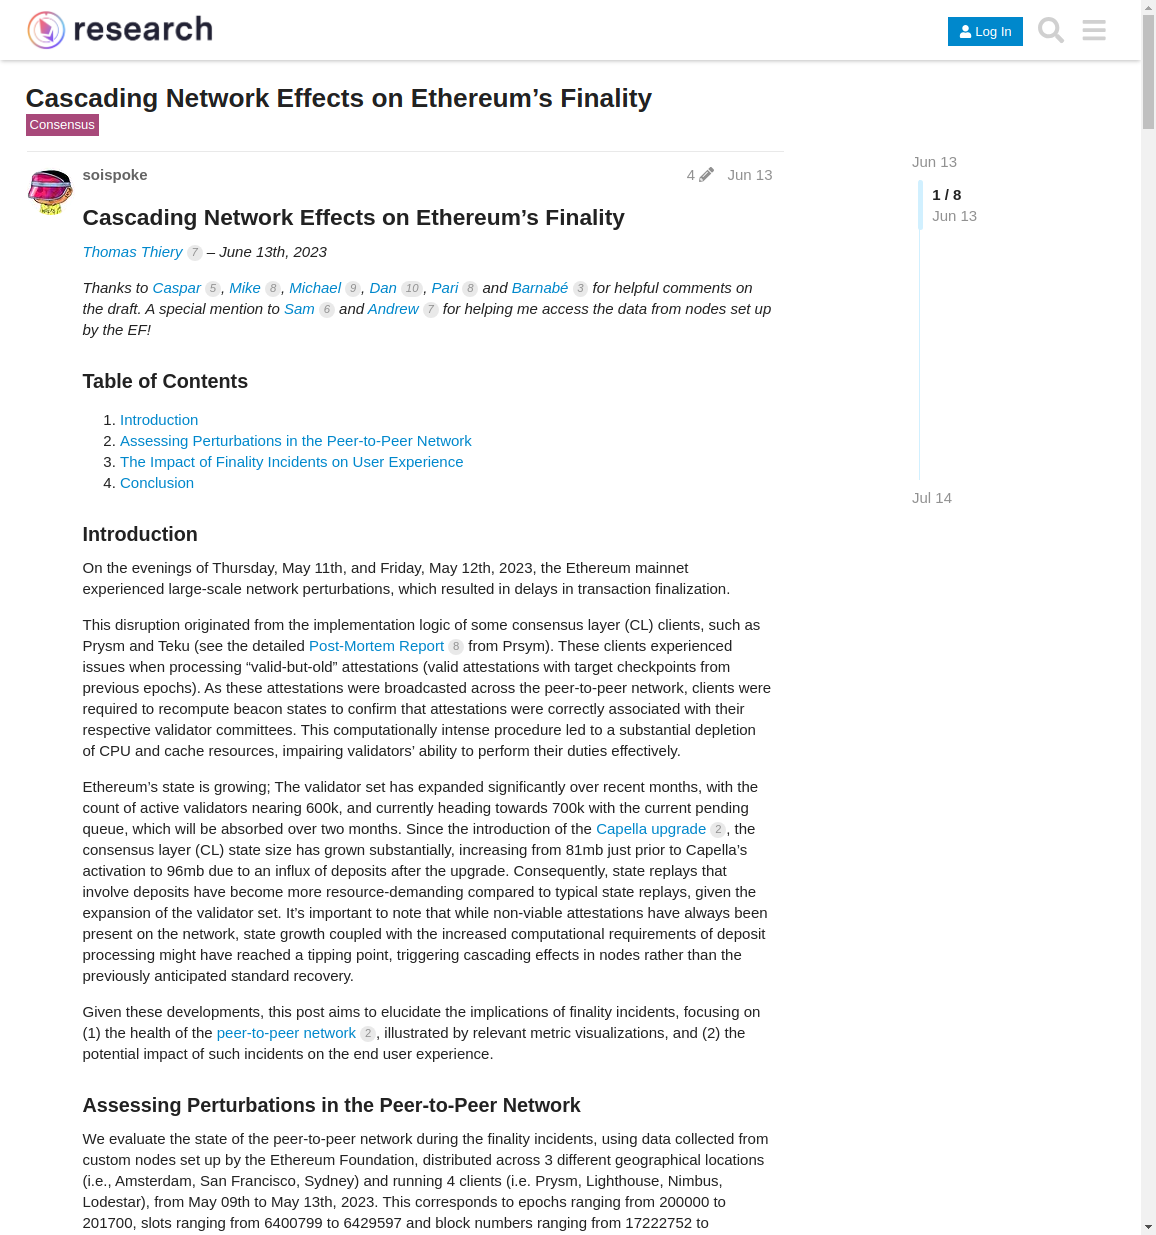 research
Log In
Cascading Network Effects on Ethereum’s Finality
Consensus
soispoke
4
Jun 13
Cascading Network Effects on Ethereum’s Finality
Thomas Thiery 7 – June 13th, 2023
Thanks to Caspar 5, Mike 8, Michael 9, Dan 10, Pari 8 and Barnabé 3 for helpful comments on
the draft. A special mention to Sam 6 and Andrew 7 for helping me access the data from nodes set up
by the EF!
Table of Contents
1. Introduction
2. Assessing Perturbations in the Peer-to-Peer Network
3. The Impact of Finality Incidents on User Experience
4. Conclusion
Introduction
On the evenings of Thursday, May 11th, and Friday, May 12th, 2023, the Ethereum mainnet
experienced large-scale network perturbations, which resulted in delays in transaction finalization.
This disruption originated from the implementation logic of some consensus layer (CL) clients, such as
Prysm and Teku (see the detailed Post-Mortem Report 8 from Prsym). These clients experienced
issues when processing “valid-but-old” attestations (valid attestations with target checkpoints from
previous epochs). As these attestations were broadcasted across the peer-to-peer network, clients were
required to recompute beacon states to confirm that attestations were correctly associated with their
respective validator committees. This computationally intense procedure led to a substantial depletion
of CPU and cache resources, impairing validators’ ability to perform their duties effectively.
Ethereum’s state is growing; The validator set has expanded significantly over recent months, with the
count of active validators nearing 600k, and currently heading towards 700k with the current pending
queue, which will be absorbed over two months. Since the introduction of the Capella upgrade 2, the
consensus layer (CL) state size has grown substantially, increasing from 81mb just prior to Capella’s
activation to 96mb due to an influx of deposits after the upgrade. Consequently, state replays that
involve deposits have become more resource-demanding compared to typical state replays, given the
expansion of the validator set. It’s important to note that while non-viable attestations have always been
present on the network, state growth coupled with the increased computational requirements of deposit
processing might have reached a tipping point, triggering cascading effects in nodes rather than the
previously anticipated standard recovery.
Given these developments, this post aims to elucidate the implications of finality incidents, focusing on
(1) the health of the peer-to-peer network 2, illustrated by relevant metric visualizations, and (2) the
potential impact of such incidents on the end user experience.
Assessing Perturbations in the Peer-to-Peer Network
We evaluate the state of the peer-to-peer network during the finality incidents, using data collected from
custom nodes set up by the Ethereum Foundation, distributed across 3 different geographical locations
(i.e., Amsterdam, San Francisco, Sydney) and running 4 clients (i.e. Prysm, Lighthouse, Nimbus,
Lodestar), from May 09th to May 13th, 2023. This corresponds to epochs ranging from 200000 to
201700, slots ranging from 6400799 to 6429597 and block numbers ranging from 17222752 to
Jun 13
1 / 8
Jun 13
Jul 14